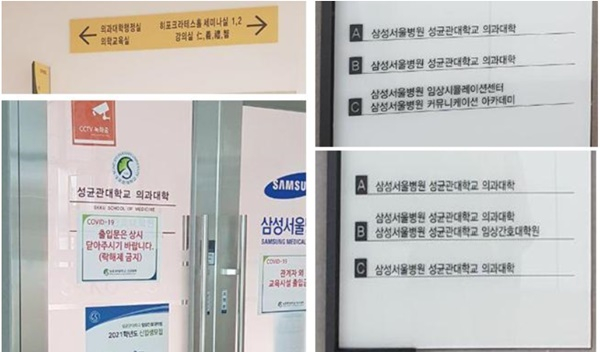 의과대학행정실
의학교육실
히포크라테스홀 세미나실 1, 2
강의실 仁, 義, 禮, 智
CCTV 녹화중
성균관대학교 의과대학
SKKU SCHOOL OF MEDICINE
COVID-19
출입문은 상시
닫아주시기 바랍니다.
(락해제 금지)
2021학년도 신입생모집
SAMSU
삼성서울병
SAMSUNG MEDICAL
COVID-19
관계자 외
교육시설 출입금
A 삼성서울병원 성균관대학교 의과대학
B 삼성서울병원 성균관대학교 의과대학
C 삼성서울병원 임상시뮬레이션센터
삼성서울병원 커뮤니케이션 아카데미
A 삼성서울병원 성균관대학교 의과대학
B 삼성서울병원 성균관대학교 의과대학
삼성서울병원 성균관대학교 임상간호대학원
C 삼성서울병원 성균관대학교 의과대학